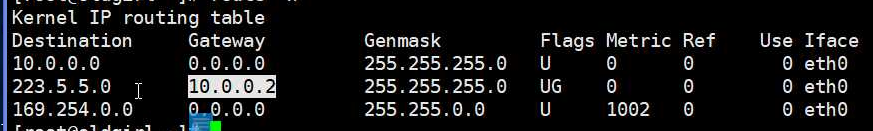 Kernel IP routing table
Destination Gateway Genmask Flags Metric Ref Use Iface
10.0.0.0 0.0.0.0 255.255.255.0 U 0 0 0 eth0
223.5.5.0 10.0.0.2 255.255.255.0 UG 0 0 0 eth0
169.254.0.0 0.0.0.0 255.255.0.0 U 1002 0 0 eth0